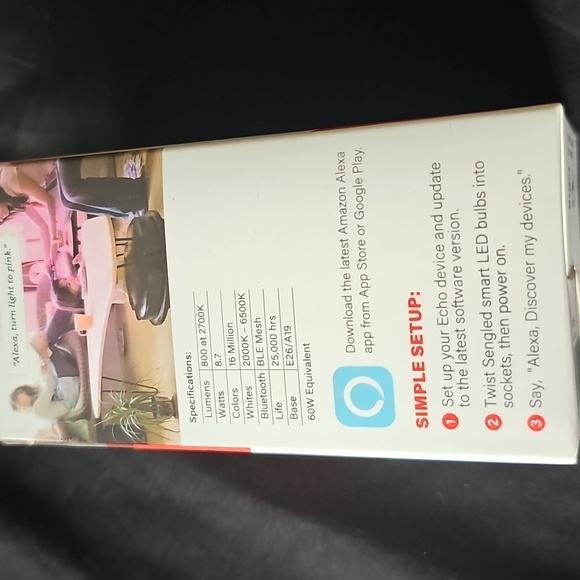 "Alexa, turn light to pink."
Specifications:
Lumens 800 at 2700K
Watts 8.7
Colors 16 Million
Whites 2000K - 6500K
Bluetooth BLE Mesh
Life 25,000 hrs
Base E26/A19
60W Equivalent
Download the latest Amazon Alexa
app from App Store or Google Play.
SIMPLE SETUP:
1 Set up your Echo device and update
to the latest software version.
2 Twist Sengled smart LED bulbs into
sockets, then power on.
3 Say, "Alexa, Discover my devices."